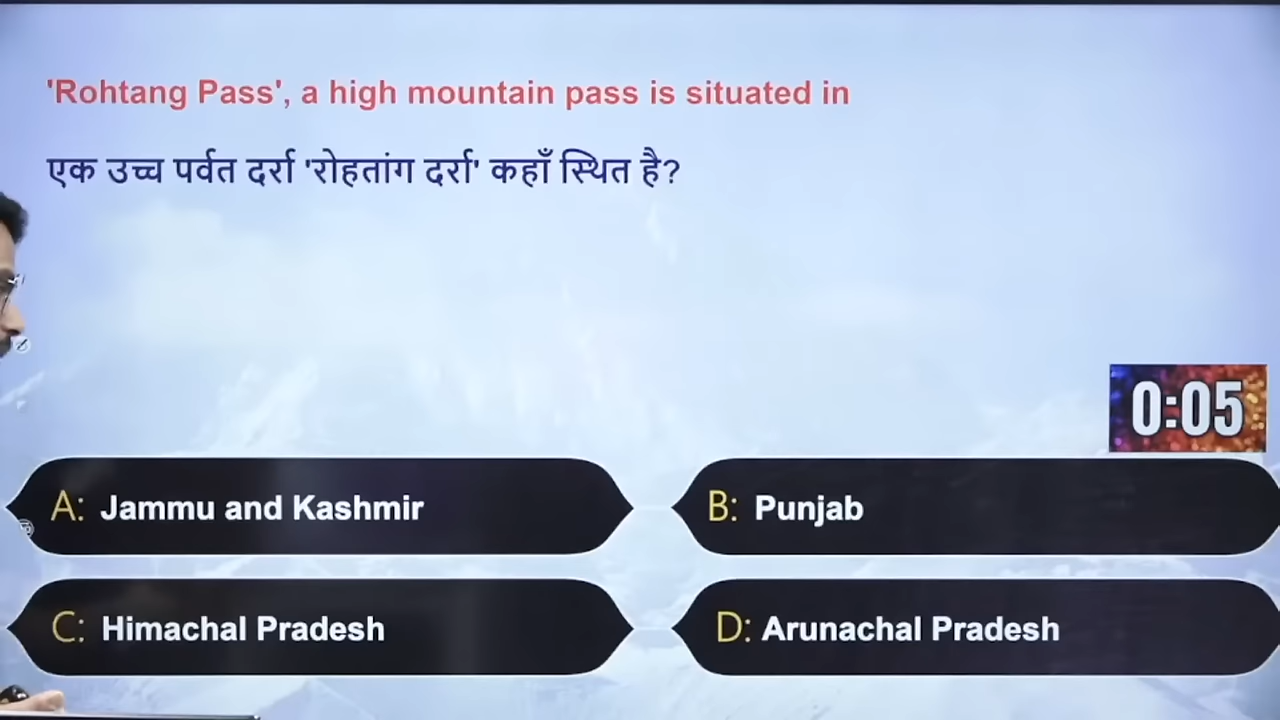 'Rohtang Pass', a high mountain pass is situated in
एक उच्च पर्वत दर्रा 'रोहतांग दर्रा' कहाँ स्थित है?
0:05
A: Jammu and Kashmir
B: Punjab
C: Himachal Pradesh
D: Arunachal Pradesh